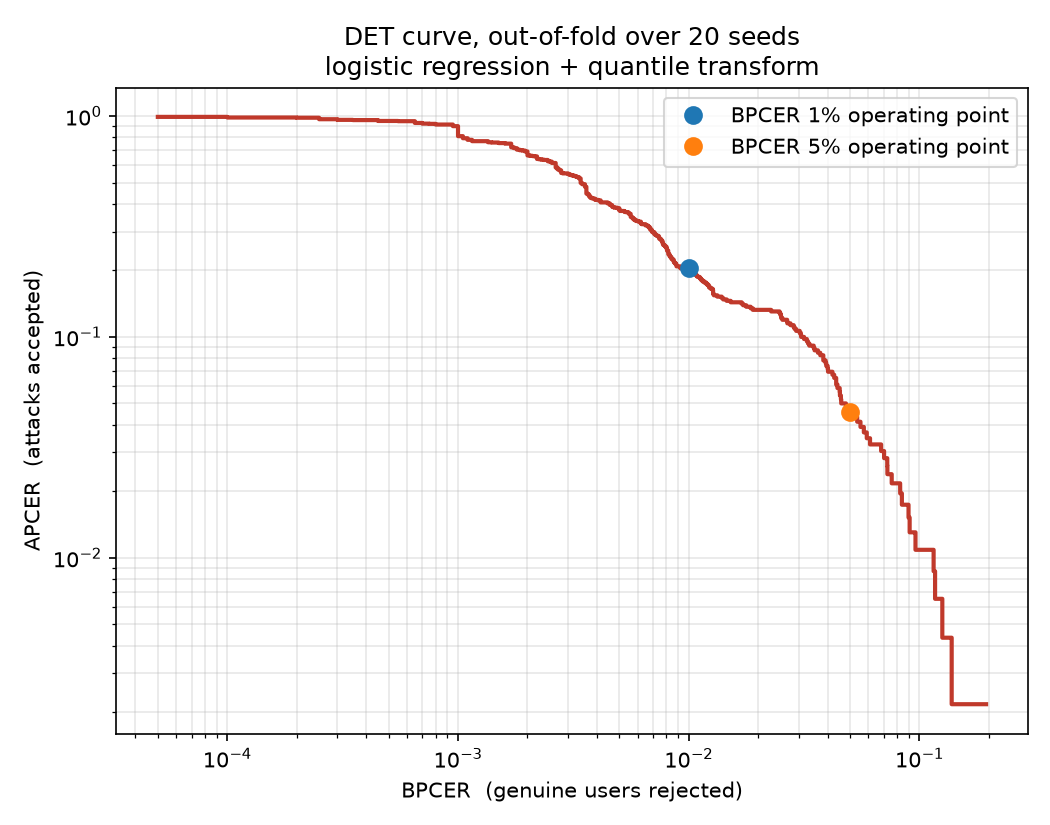 DET curve, out-of-fold over 20 seeds
logistic regression + quantile transform
BPCER 1% operating point
BPCER 5% operating point
APCER (attacks accepted)
10⁰
10⁻¹
10⁻²
10⁻⁴ 10⁻³ 10⁻² 10⁻¹
BPCER (genuine users rejected)